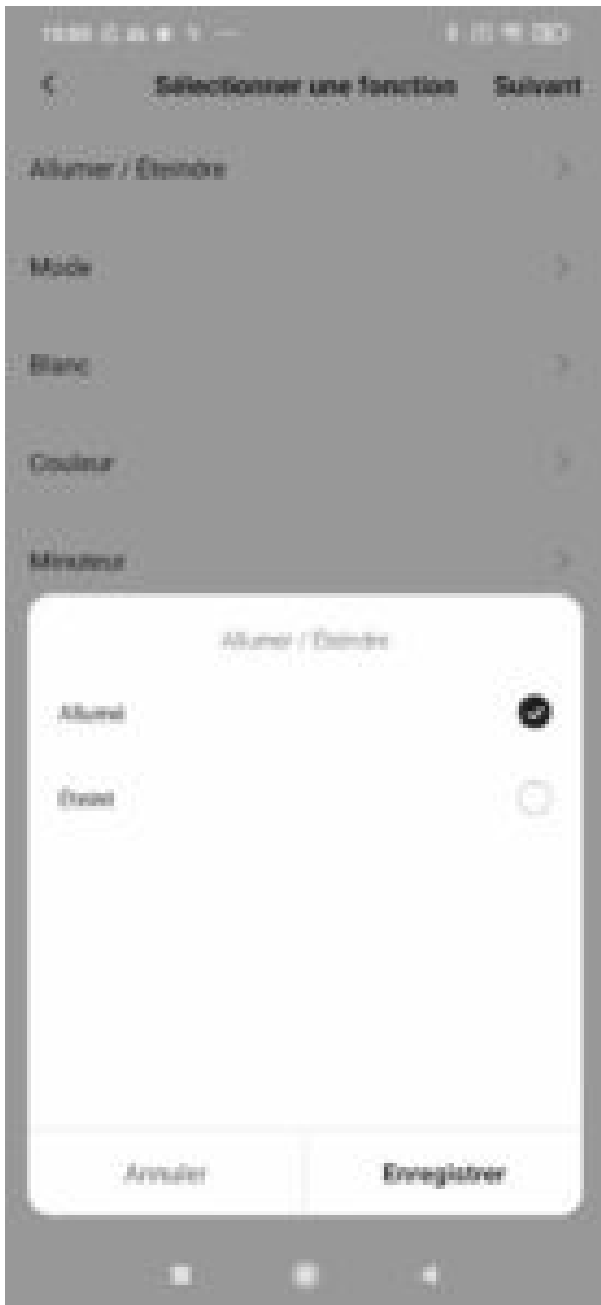 Sélectionner une fonction Suivant
Allumer / Éteindre
Mode
Blanc
Couleur
Minuteur
Allumer / Éteindre
Allumé
Éteint
Annuler Enregistrer